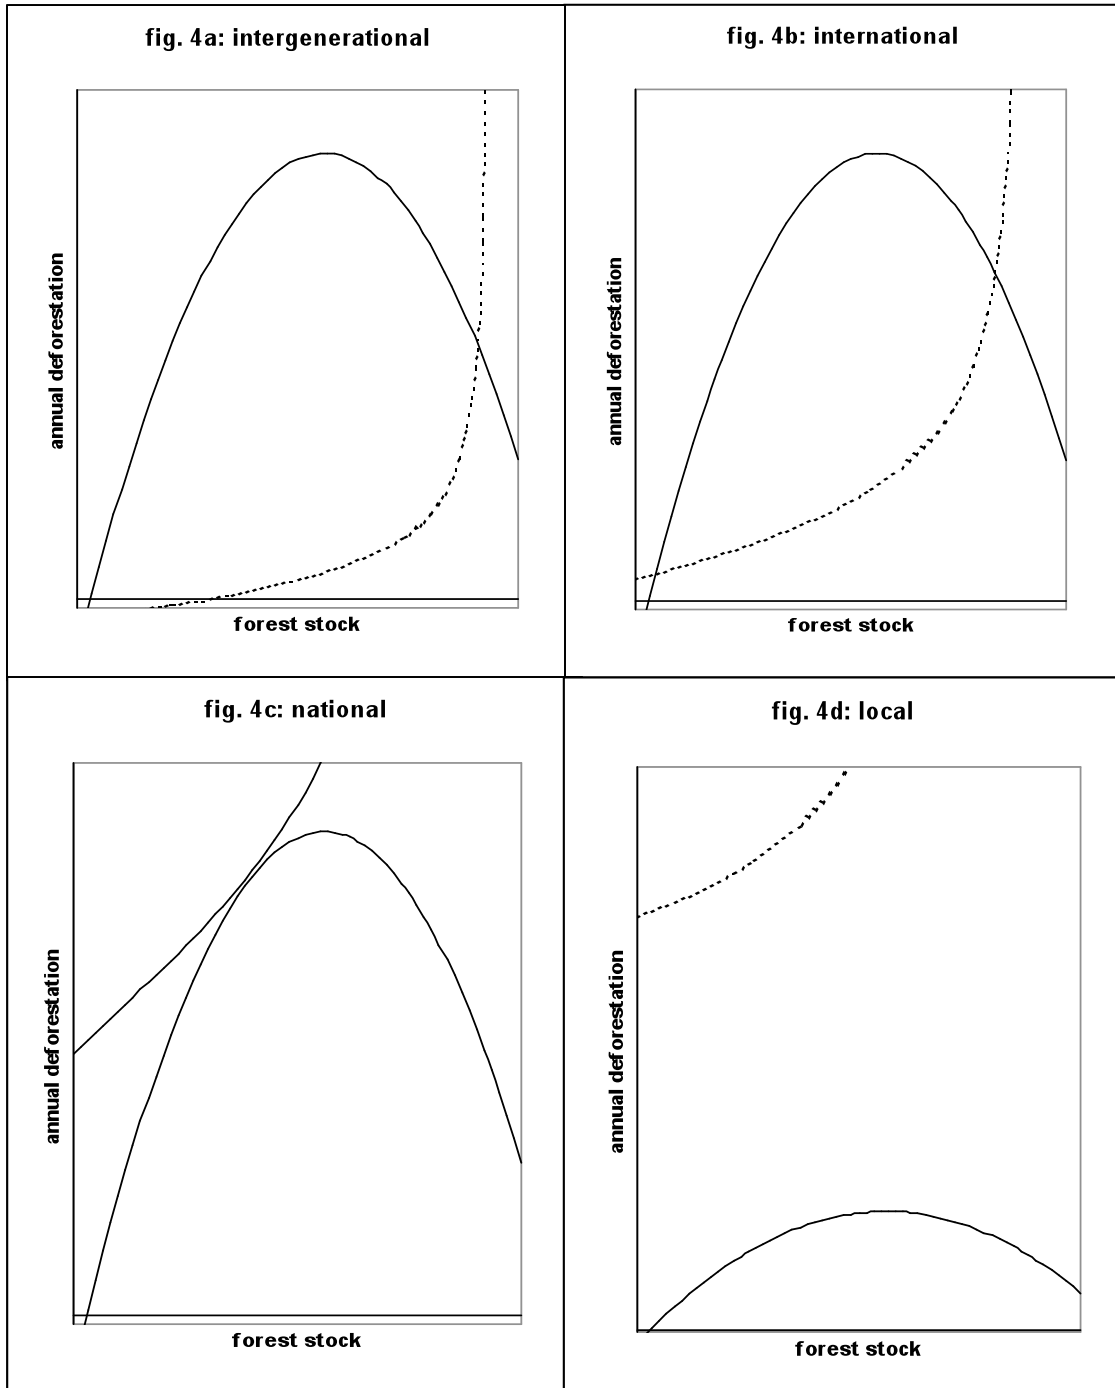 fig. 4a: intergenerational
annual deforestation
forest stock
fig. 4b: international
annual deforestation
forest stock
fig. 4c: national
annual deforestation
forest stock
fig. 4d: local
annual deforestation
forest stock